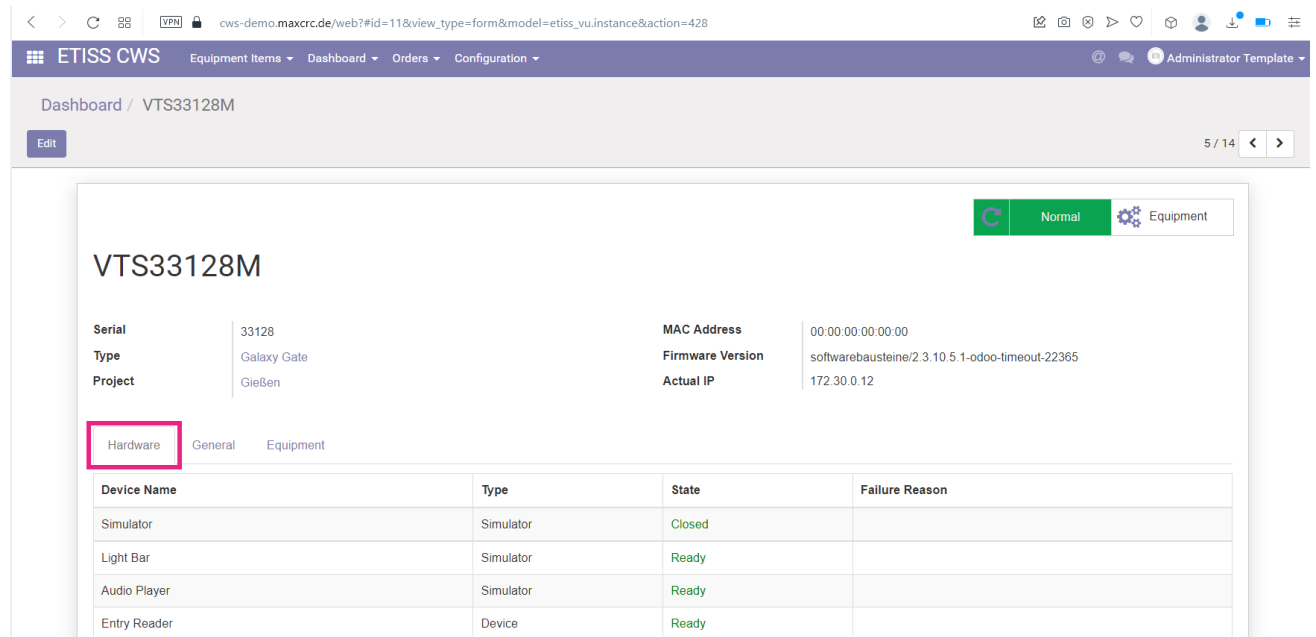 VPN cws-demo.maxcrc.de/web?#id=11&view_type=form&model=etiss_vu.instance&action=428
ETISS CWS Equipment Items Dashboard Orders Configuration @ Administrator Template
Dashboard / VTS33128M
Edit 5 / 14
Normal Equipment
VTS33128M
Serial 33128 MAC Address 00:00:00:00:00:00
Type Galaxy Gate Firmware Version softwarebausteine/2.3.10.5.1-odoo-timeout-22365
Project Gießen Actual IP 172.30.0.12
Hardware General Equipment
Device Name Type State Failure Reason
Simulator Simulator Closed
Light Bar Simulator Ready
Audio Player Simulator Ready
Entry Reader Device Ready